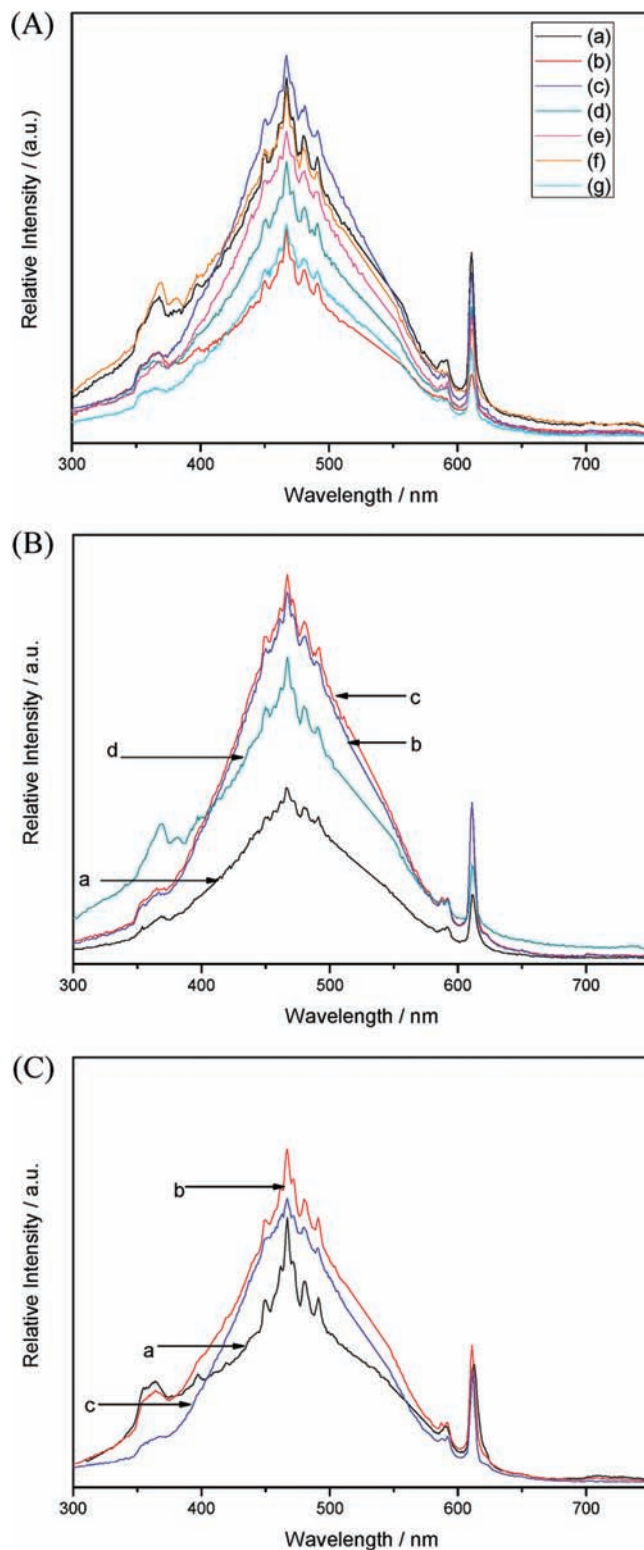 (A)
(a)
(b)
(c)
(d)
(e)
(f)
(g)
Relative Intensity / (a.u.)
300 400 500 600 700
Wavelength / nm
(B)
c
b
d
a
Relative Intensity / a.u.
300 400 500 600 700
Wavelength / nm
(C)
b
a
c
Relative Intensity / a.u.
300 400 500 600 700
Wavelength / nm